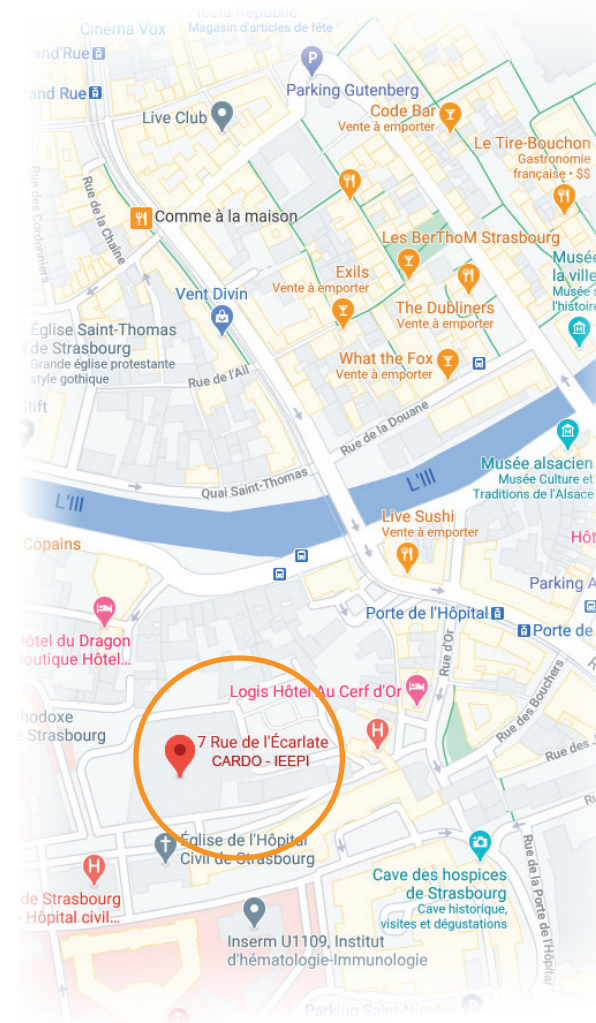 Fiesta Republic
Magasin d'articles de fête
Cinéma Vox
and'Rue
Parking Gutenberg
and Rue
Code Bar
Vente à emporter
Live Club
Le Tire-Bouchon
Gastronomie
française • $$
Rue des Cordonniers
Rue de la Chaîne
Comme à la maison
Les BerThoM Strasbourg
Musée
la ville
Musée s
l'histoire
Exils
Vente à emporter
Vent Divin
The Dubliners
Vente à emporter
Église Saint-Thomas
de Strasbourg
Grande église protestante
style gothique
What the Fox
Vente à emporter
Rue de l'Ail
Stift
Rue de la Douane
Musée alsacien
Musée Culture et
Traditions de l'Alsace
Quai Saint-Thomas
L'Ill
L'Ill
Live Sushi
Vente à emporter
Copains
Hôt
Parking A
Porte de l'Hôpital
Porte de
Hôtel du Dragon
Boutique Hôtel...
Rue d'Or
Rue des Bouchers
Logis Hôtel Au Cerf d'Or
hodoxe
Strasbourg
7 Rue de l'Écarlate
CARDO - IEEPI
Rue des J
Église de l'Hôpital
Civil de Strasbourg
Rue de la Porte de l'Hôpital
Cave des hospices
de Strasbourg
Cave historique,
visites et dégustations
de Strasbourg
- Hôpital civil...
Inserm U1109, Institut
d'hématologie-Immunologie
Parking Saint-Nicolas